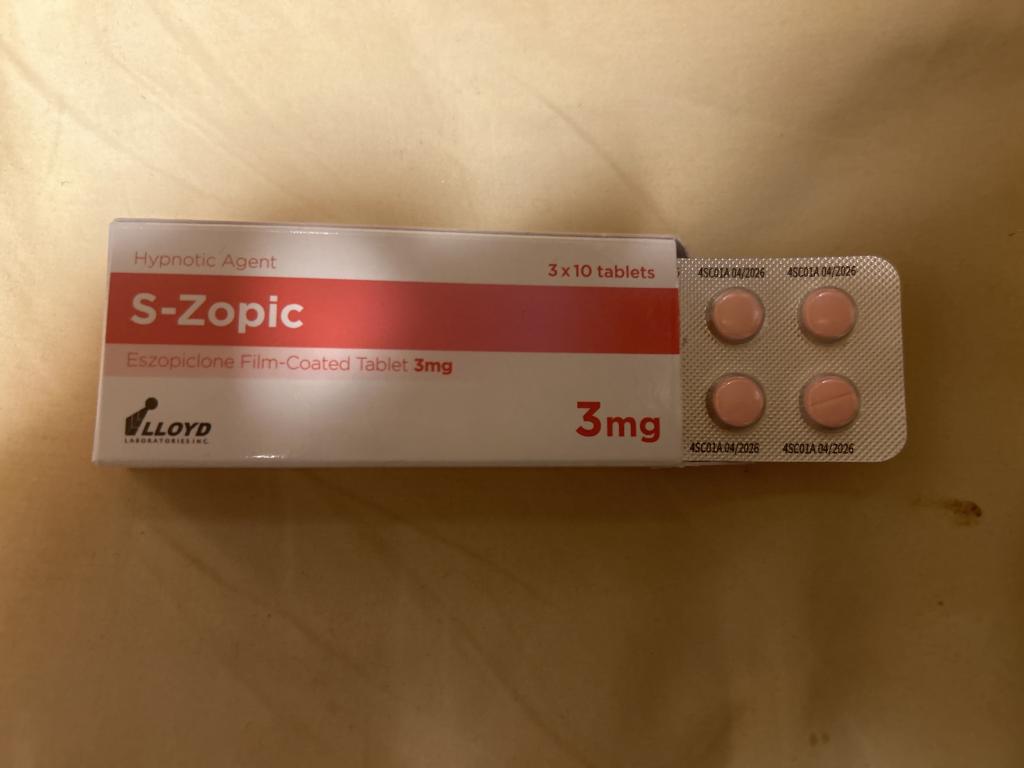 Hypnotic Agent
3 x 10 tablets
S-Zopic
Eszopiclone Film-Coated Tablet 3mg
LLOYD
LABORATORIES INC.
3mg
4SC01A 04/2026
4SC01A 04/2026
4SC01A 04/2026
4SC01A 04/2026